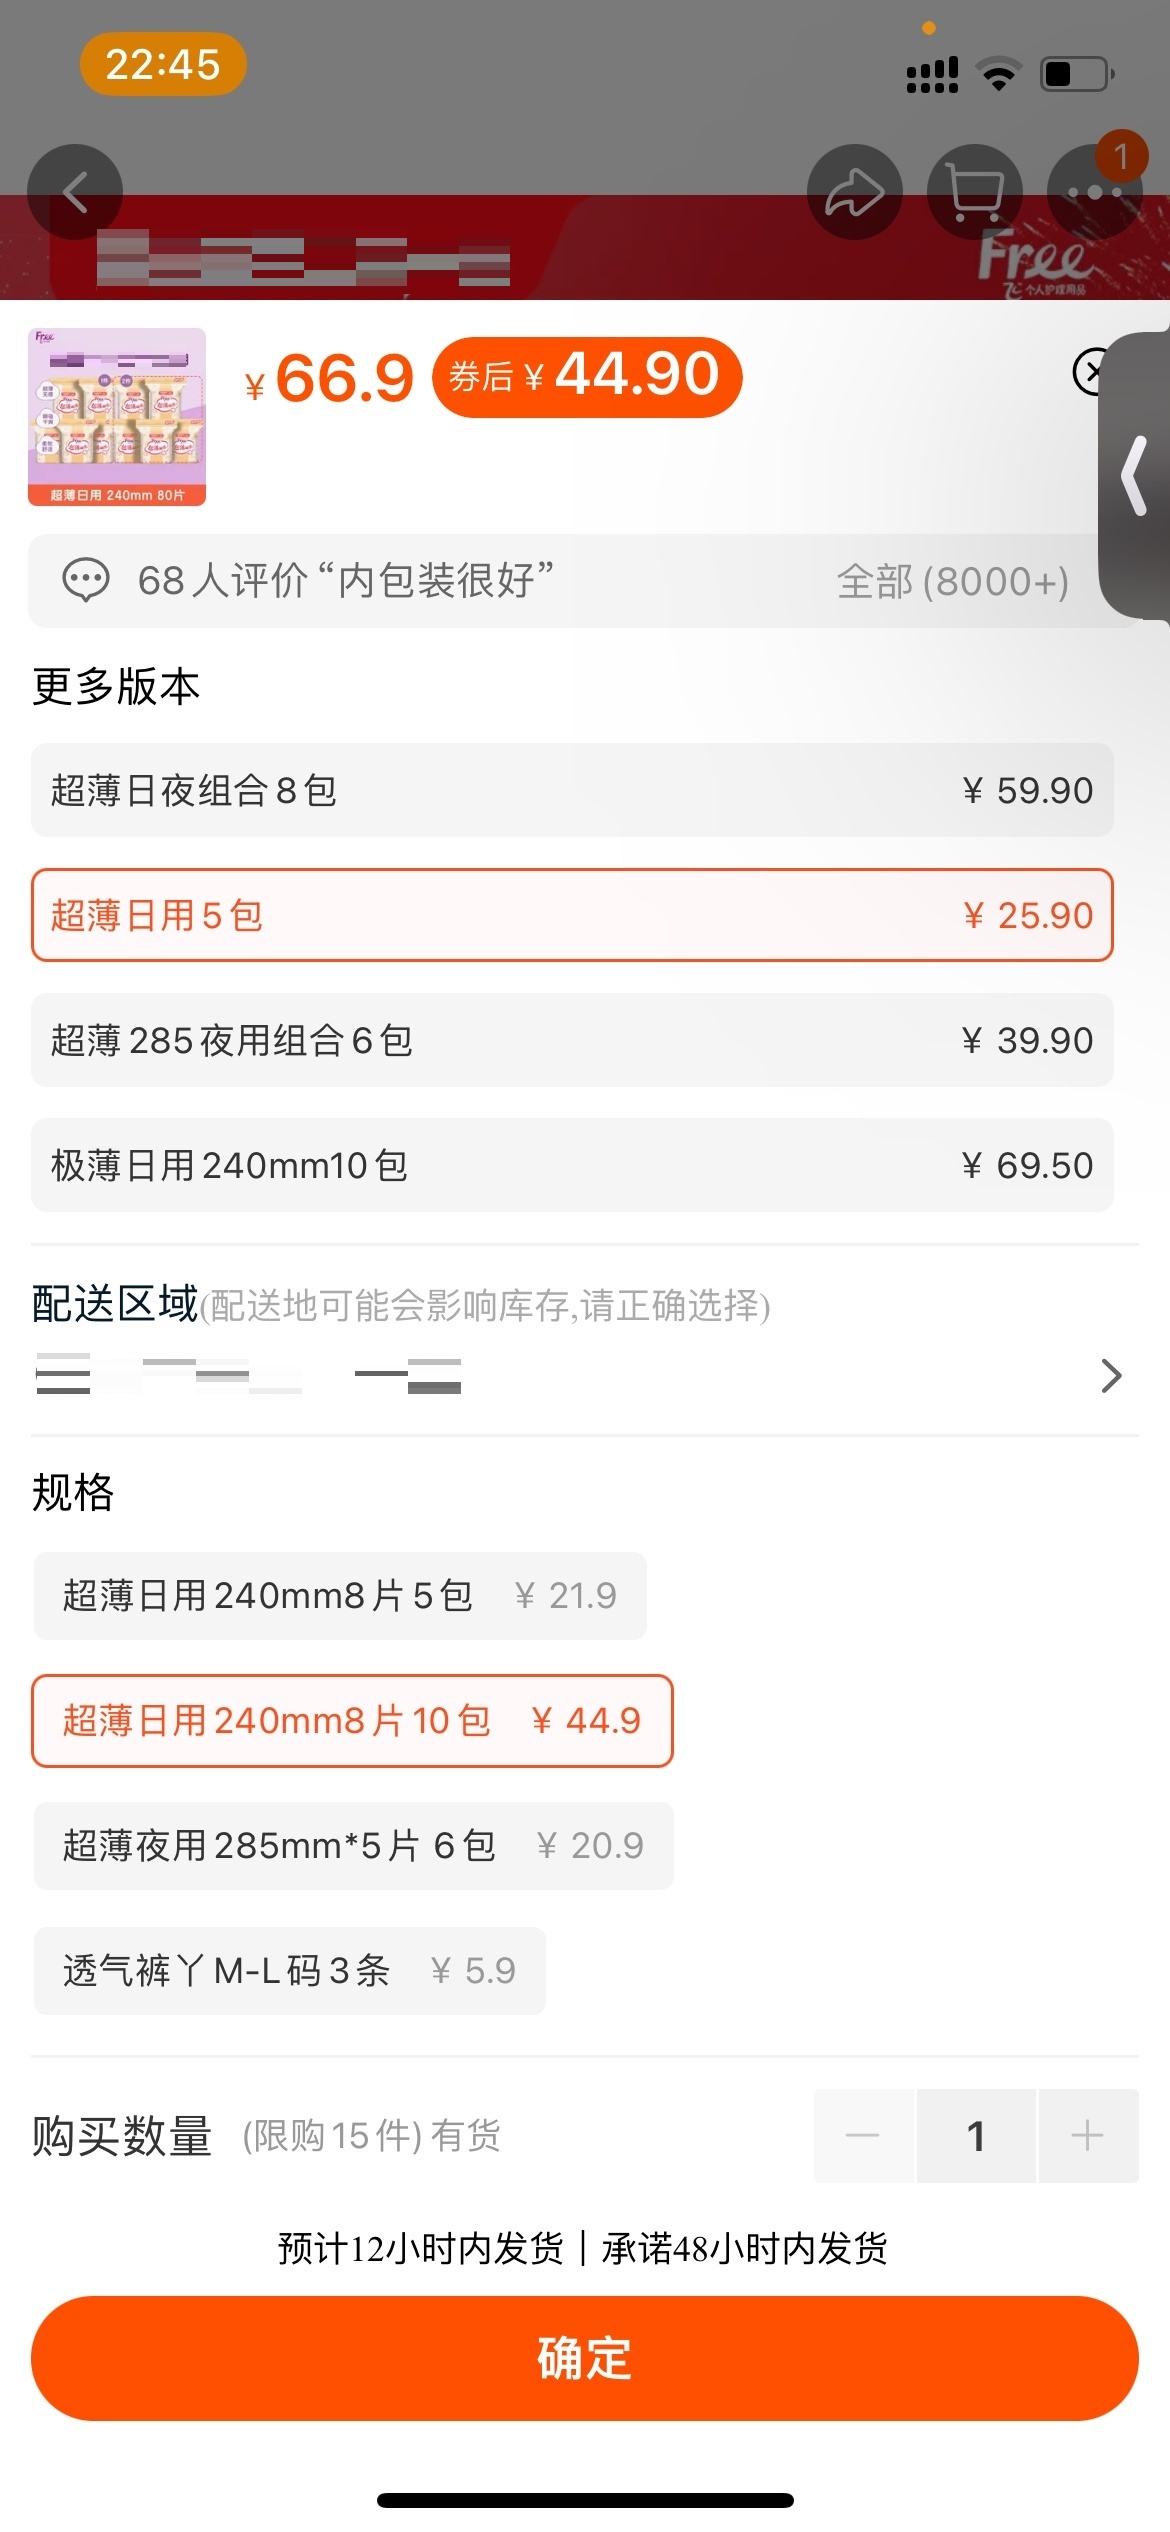 22:45
1
Free
七C 个人护理用品
Free
超薄日用 240mm 80片
¥ 66.9 券后 ¥ 44.90
68人评价“内包装很好” 全部 (8000+)
更多版本
超薄日夜组合8包 ¥ 59.90
超薄日用5包 ¥ 25.90
超薄285夜用组合6包 ¥ 39.90
极薄日用240mm10包 ¥ 69.50
配送区域(配送地可能会影响库存,请正确选择)
规格
超薄日用240mm8片5包 ¥ 21.9
超薄日用240mm8片10包 ¥ 44.9
超薄夜用285mm*5片 6包 ¥ 20.9
透气裤丫M-L码3条 ¥ 5.9
购买数量 (限购15件) 有货 1
预计12小时内发货 | 承诺48小时内发货
确定